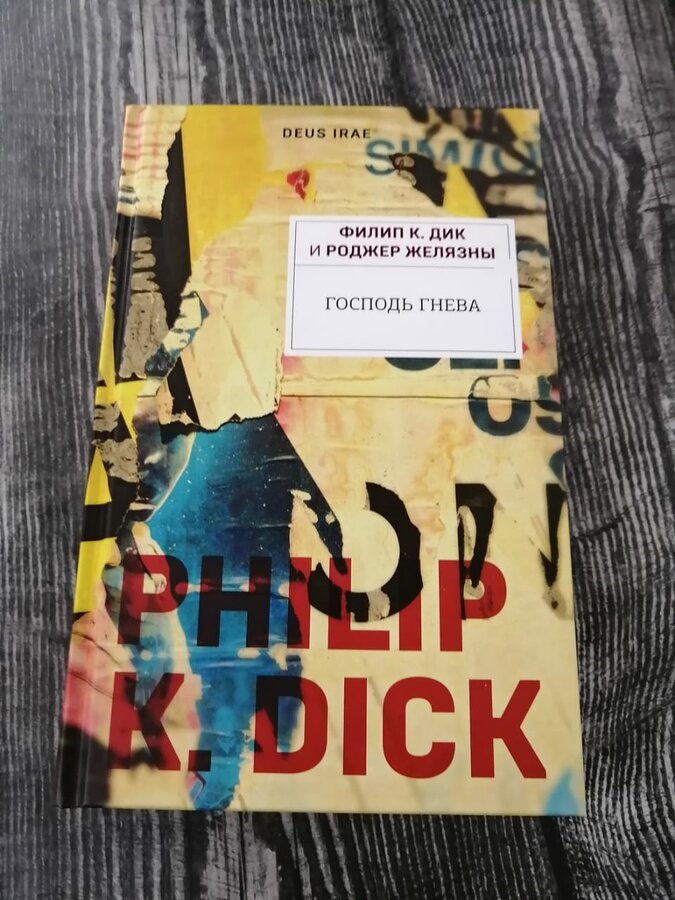 DEUS IRAE
ФИЛИП К. ДИК
И РОДЖЕР ЖЕЛЯЗНЫ
ГОСПОДЬ ГНЕВА
PHILIP
K. DICK